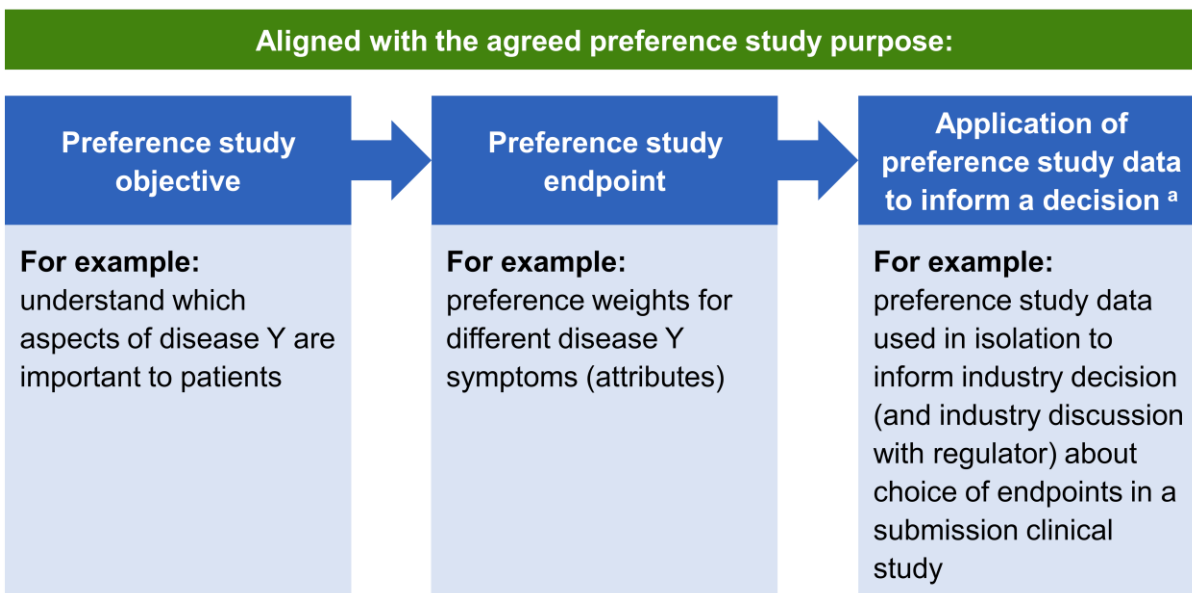 Aligned with the agreed preference study purpose:
Preference study
objective
Preference study
endpoint
Application of
preference study data
to inform a decision ᵃ
For example:
understand which
aspects of disease Y are
important to patients
For example:
preference weights for
different disease Y
symptoms (attributes)
For example:
preference study data
used in isolation to
inform industry decision
(and industry discussion
with regulator) about
choice of endpoints in a
submission clinical
study